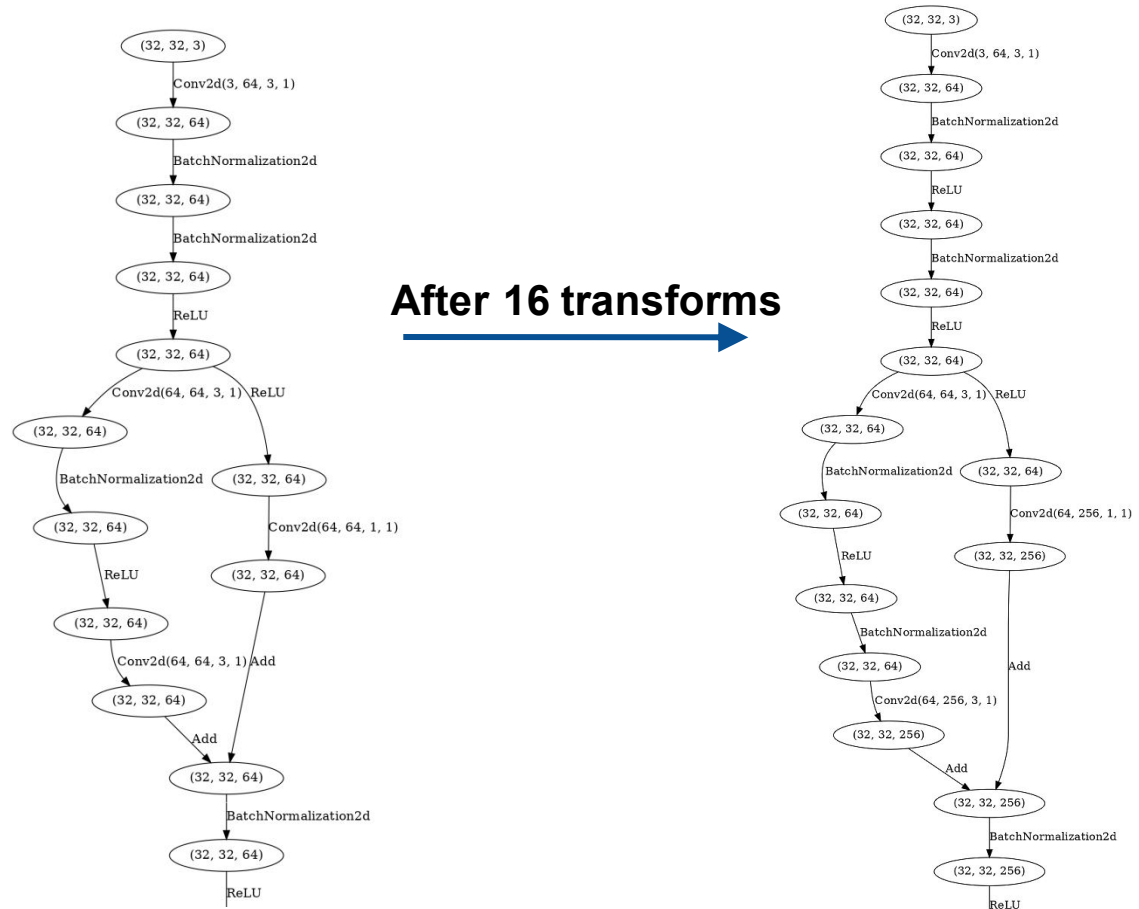 (32, 32, 3)
Conv2d(3, 64, 3, 1)
(32, 32, 64)
BatchNormalization2d
(32, 32, 64)
BatchNormalization2d
(32, 32, 64)
ReLU
(32, 32, 64)
Conv2d(64, 64, 3, 1)
ReLU
(32, 32, 64)
BatchNormalization2d
(32, 32, 64)
(32, 32, 64)
Conv2d(64, 64, 1, 1)
ReLU
(32, 32, 64)
(32, 32, 64)
Conv2d(64, 64, 3, 1)
Add
(32, 32, 64)
Add
(32, 32, 64)
BatchNormalization2d
(32, 32, 64)
ReLU
After 16 transforms
(32, 32, 3)
Conv2d(3, 64, 3, 1)
(32, 32, 64)
BatchNormalization2d
(32, 32, 64)
ReLU
(32, 32, 64)
BatchNormalization2d
(32, 32, 64)
ReLU
(32, 32, 64)
Conv2d(64, 64, 3, 1)
ReLU
(32, 32, 64)
BatchNormalization2d
(32, 32, 64)
(32, 32, 64)
Conv2d(64, 256, 1, 1)
ReLU
(32, 32, 256)
(32, 32, 64)
BatchNormalization2d
(32, 32, 64)
Add
Conv2d(64, 256, 3, 1)
(32, 32, 256)
Add
(32, 32, 256)
BatchNormalization2d
(32, 32, 256)
ReLU